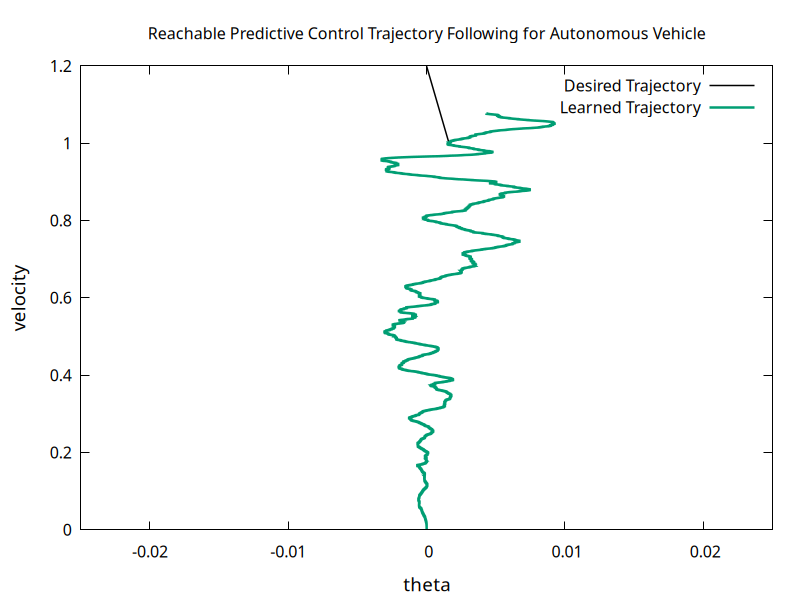 Reachable Predictive Control Trajectory Following for Autonomous Vehicle
Desired Trajectory
Learned Trajectory
1.2
1
0.8
0.6
0.4
0.2
0
velocity
-0.02
-0.01
0
0.01
0.02
theta